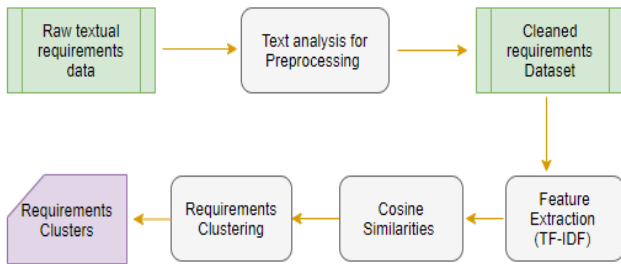 Raw textual
requirements
data
Text analysis for
Preprocessing
Cleaned
requirements
Dataset
Feature
Extraction
(TF-IDF)
Cosine
Similarities
Requirements
Clustering
Requirements
Clusters